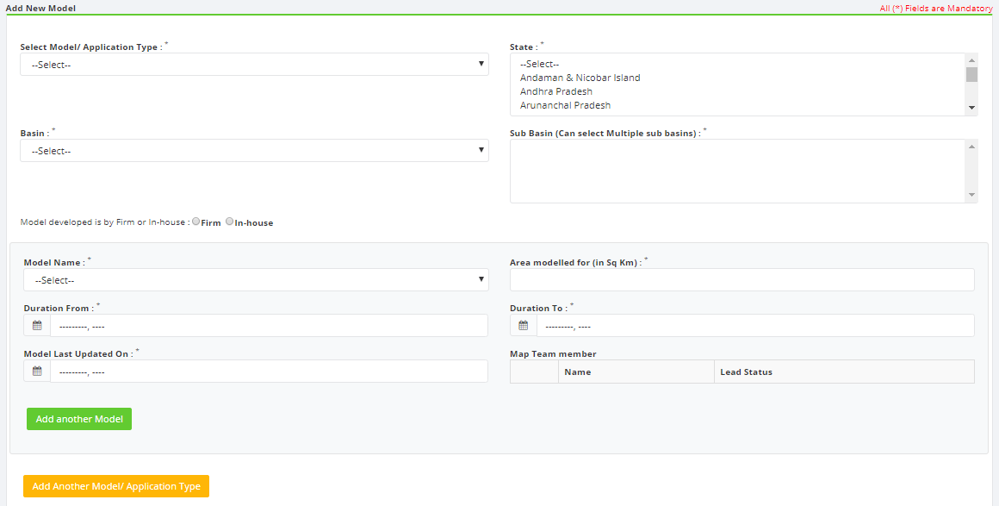 Add New Model
All (*) Fields are Mandatory
Select Model/ Application Type : *
--Select--
State : *
--Select--
Andaman & Nicobar Island
Andhra Pradesh
Arunanchal Pradesh
Basin : *
--Select--
Sub Basin (Can select Multiple sub basins) : *
Model developed is by Firm or In-house : Firm In-house
Model Name : *
--Select--
Area modelled for (in Sq Km) : *
Duration From : *
---------, ----
Duration To : *
---------, ----
Model Last Updated On : *
---------, ----
Map Team member
Name Lead Status
Add another Model
Add Another Model/ Application Type